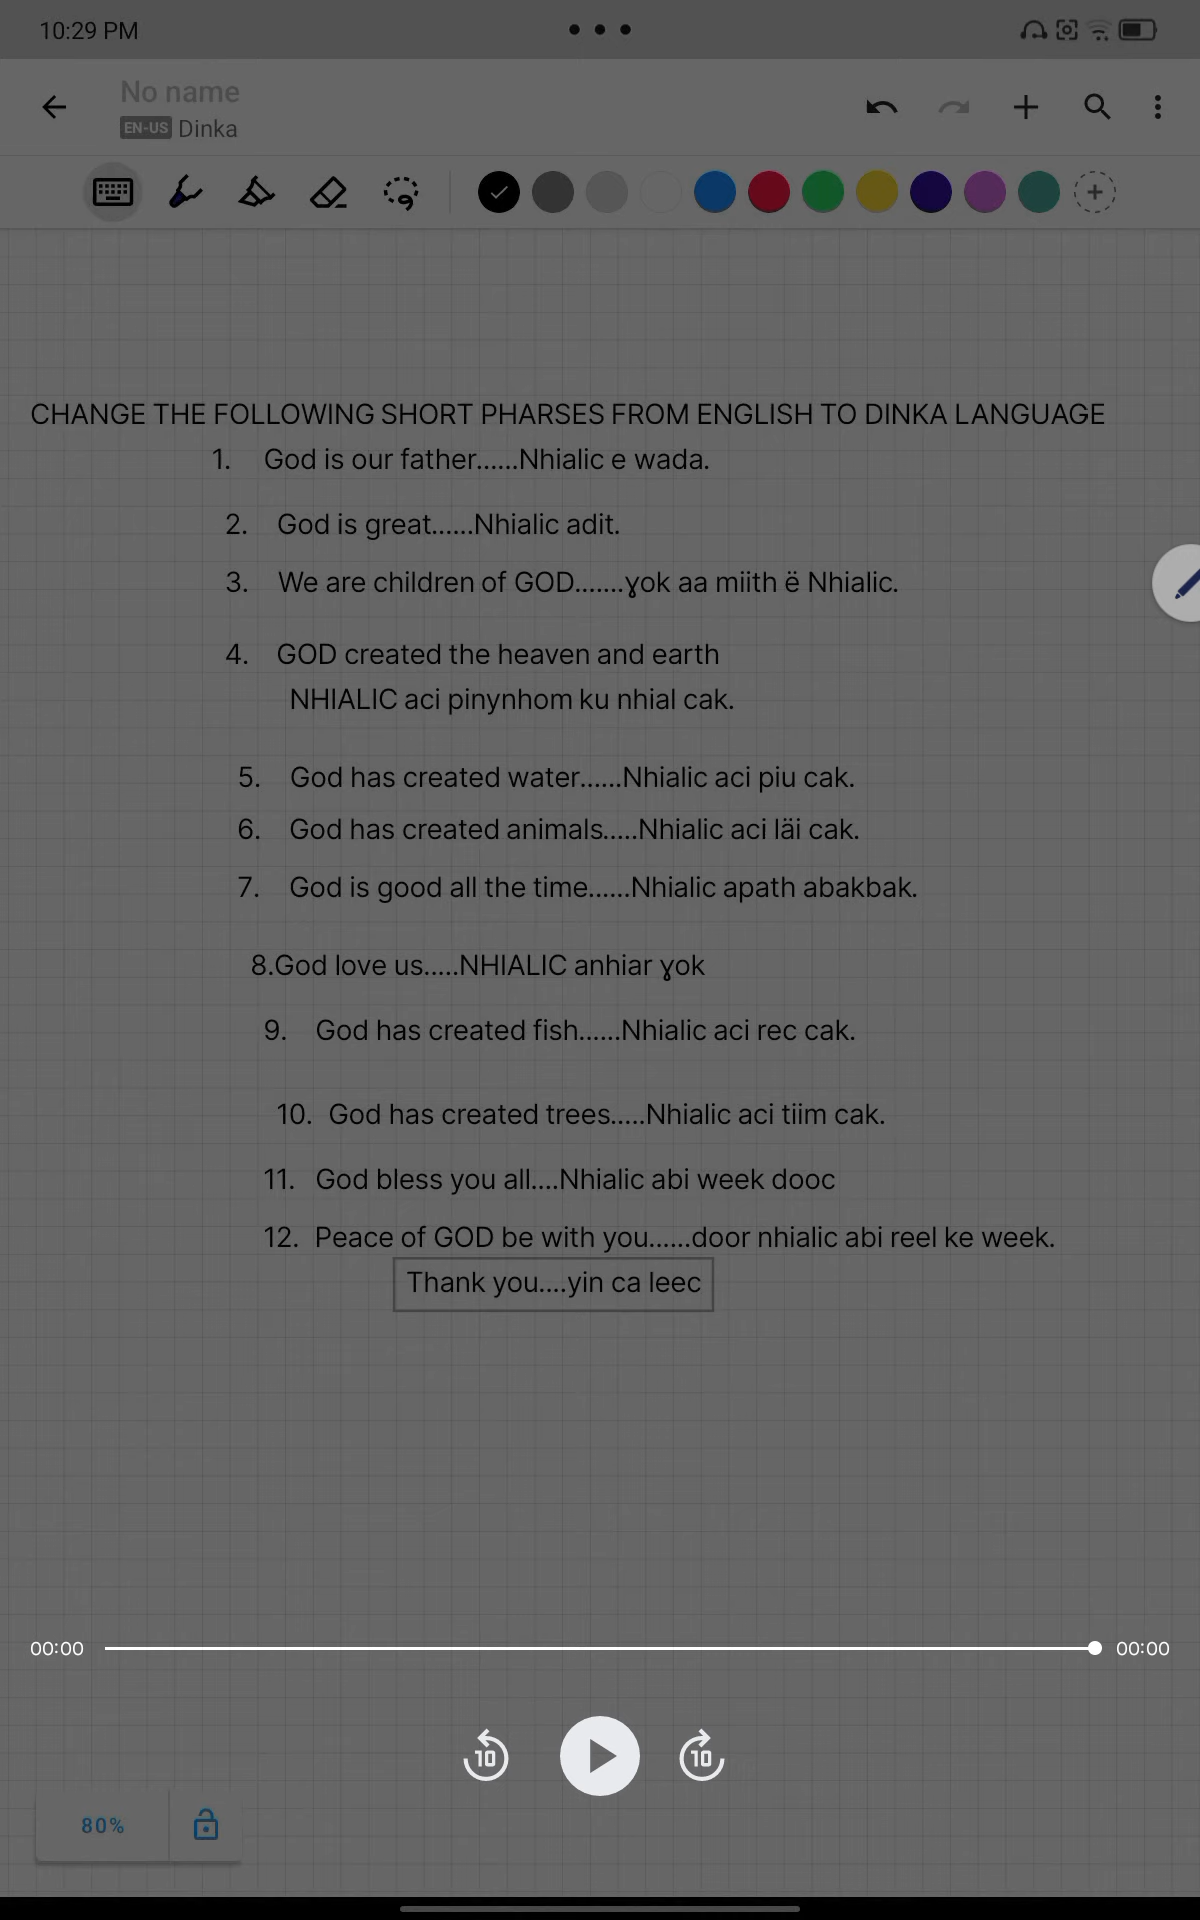 10:29 PM
No name
EN-US Dinka
CHANGE THE FOLLOWING SHORT PHARSES FROM ENGLISH TO DINKA LANGUAGE
1. God is our father......Nhialic e wada.
2. God is great......Nhialic adit.
3. We are children of GOD.......ɣok aa miith ë Nhialic.
4. GOD created the heaven and earth
NHIALIC aci pinynhom ku nhial cak.
5. God has created water......Nhialic aci piu cak.
6. God has created animals.....Nhialic aci läi cak.
7. God is good all the time......Nhialic apath abakbak.
8.God love us.....NHIALIC anhiar ɣok
9. God has created fish......Nhialic aci rec cak.
10. God has created trees.....Nhialic aci tiim cak.
11. God bless you all....Nhialic abi week dooc
12. Peace of GOD be with you......door nhialic abi reel ke week.
Thank you....yin ca leec
00:00 00:00
10 10
80%